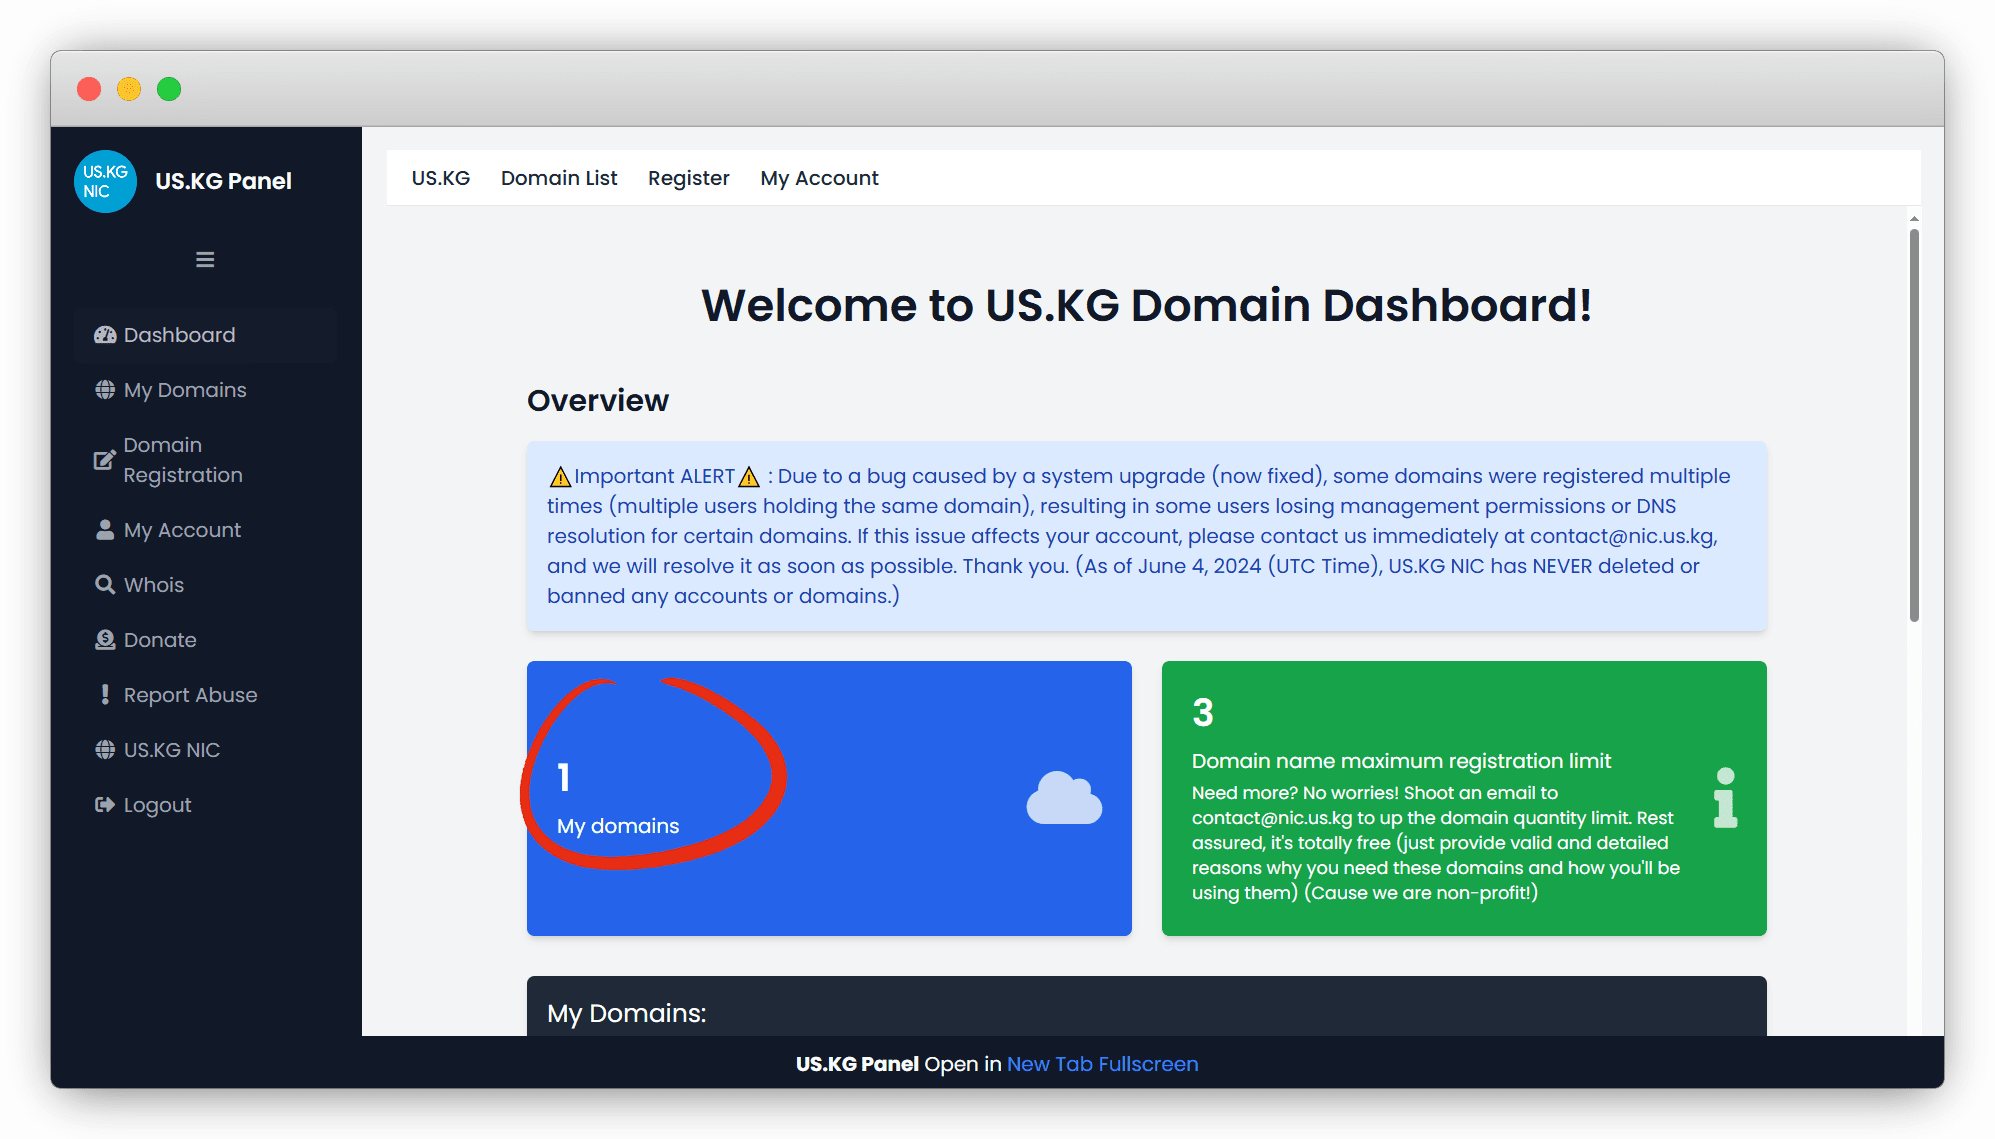 US.KG
NIC
US.KG Panel
Dashboard
My Domains
Domain
Registration
My Account
Whois
Donate
Report Abuse
US.KG NIC
Logout
US.KG Domain List Register My Account
Welcome to US.KG Domain Dashboard!
Overview
⚠️Important ALERT⚠️ : Due to a bug caused by a system upgrade (now fixed), some domains were registered multiple
times (multiple users holding the same domain), resulting in some users losing management permissions or DNS
resolution for certain domains. If this issue affects your account, please contact us immediately at contact@nic.us.kg,
and we will resolve it as soon as possible. Thank you. (As of June 4, 2024 (UTC Time), US.KG NIC has NEVER deleted or
banned any accounts or domains.)
1
My domains
3
Domain name maximum registration limit
Need more? No worries! Shoot an email to
contact@nic.us.kg to up the domain quantity limit. Rest
assured, it's totally free (just provide valid and detailed
reasons why you need these domains and how you'll be
using them) (Cause we are non-profit!)
My Domains:
US.KG Panel Open in New Tab Fullscreen